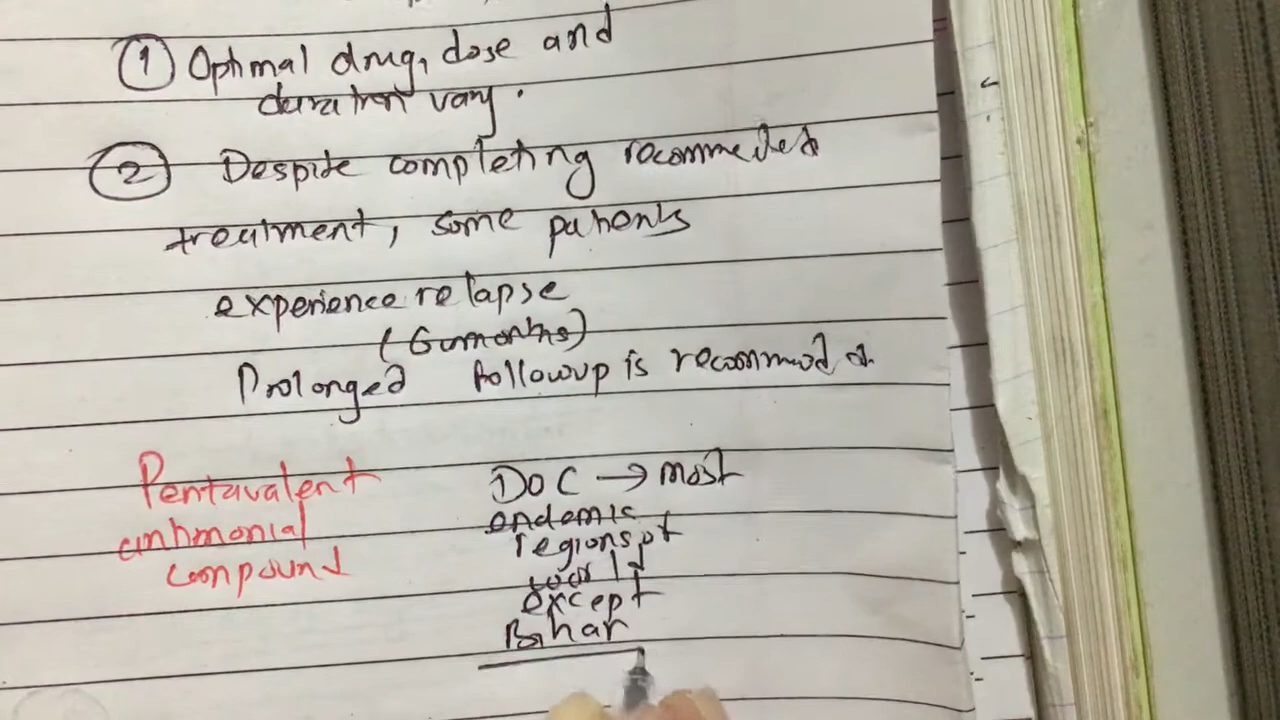 ① Optimal drug, dose and
duration vary.
② Despite completing recommended
treatment, some patients
experience relapse
(6 months)
Prolonged followup is recommended
Pentavalent
antimonial
compound
DOC → most
endemic
regions of
world
except
Bihar